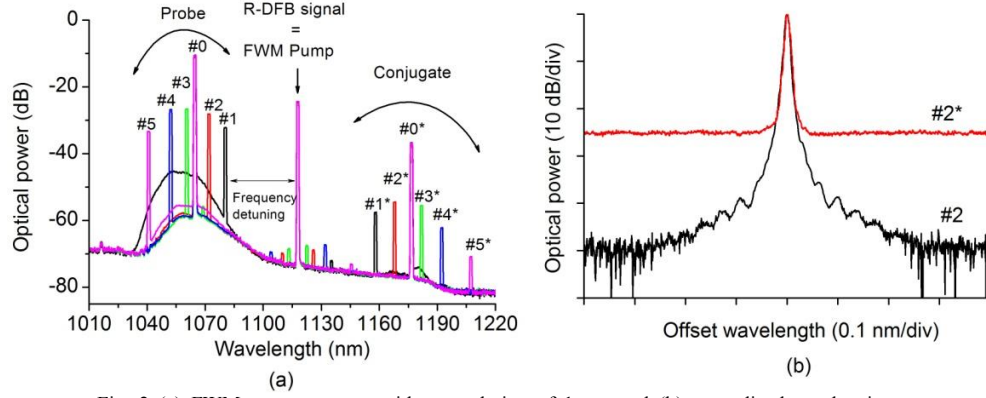 Probe
R-DFB signal
=
FWM Pump
Conjugate
#0
#3
#4
#5
#2
#1
Frequency
detuning
#0*
#2*
#1*
#3*
#4*
#5*
0
-20
-40
-60
-80
Optical power (dB)
1010 1040 1070 1100 1130 1160 1190 1220
Wavelength (nm)
(a)
#2*
#2
Optical power (10 dB/div)
Offset wavelength (0.1 nm/div)
(b)